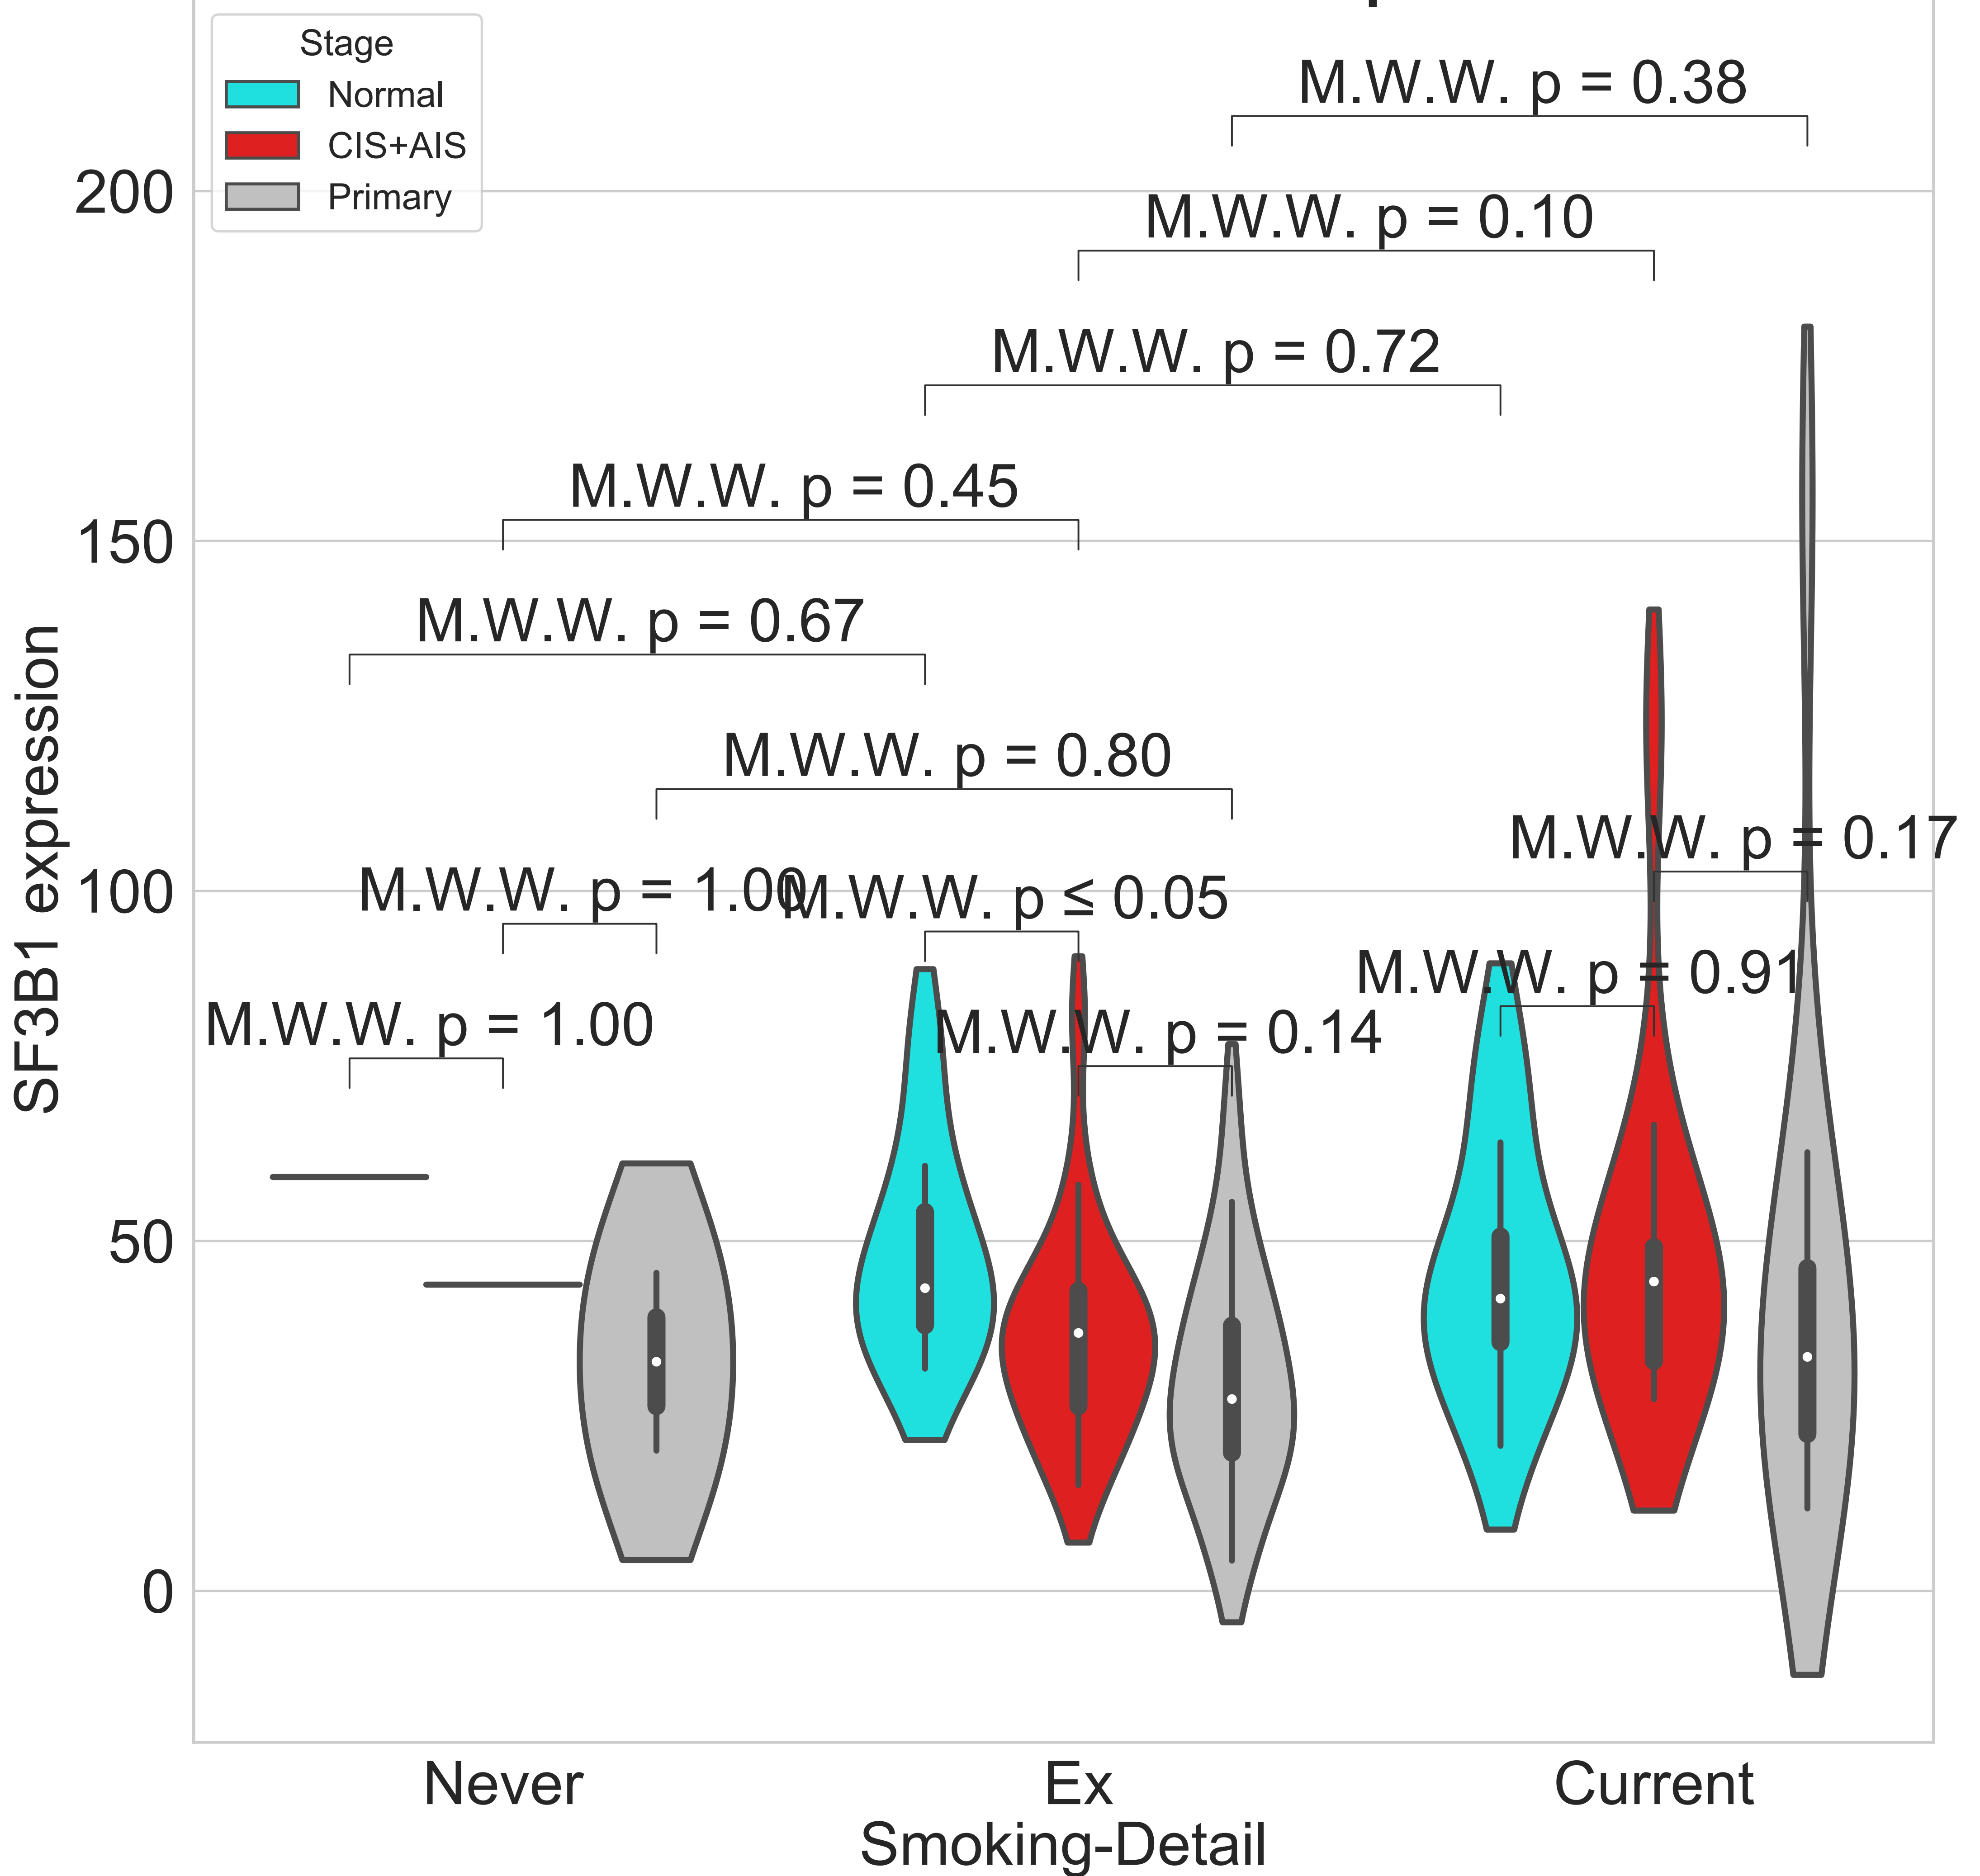 Stage
Normal
CIS+AIS
Primary
M.W.W. p = 0.38
M.W.W. p = 0.10
M.W.W. p = 0.72
M.W.W. p = 0.45
M.W.W. p = 0.67
M.W.W. p = 0.80
M.W.W. p = 0.17
M.W.W. p = 1.00
M.W.W. p ≤ 0.05
M.W.W. p = 0.91
M.W.W. p = 1.00
M.W.W. p = 0.14
200
150
100
50
0
SF3B1 expression
Never
Ex
Current
Smoking-Detail